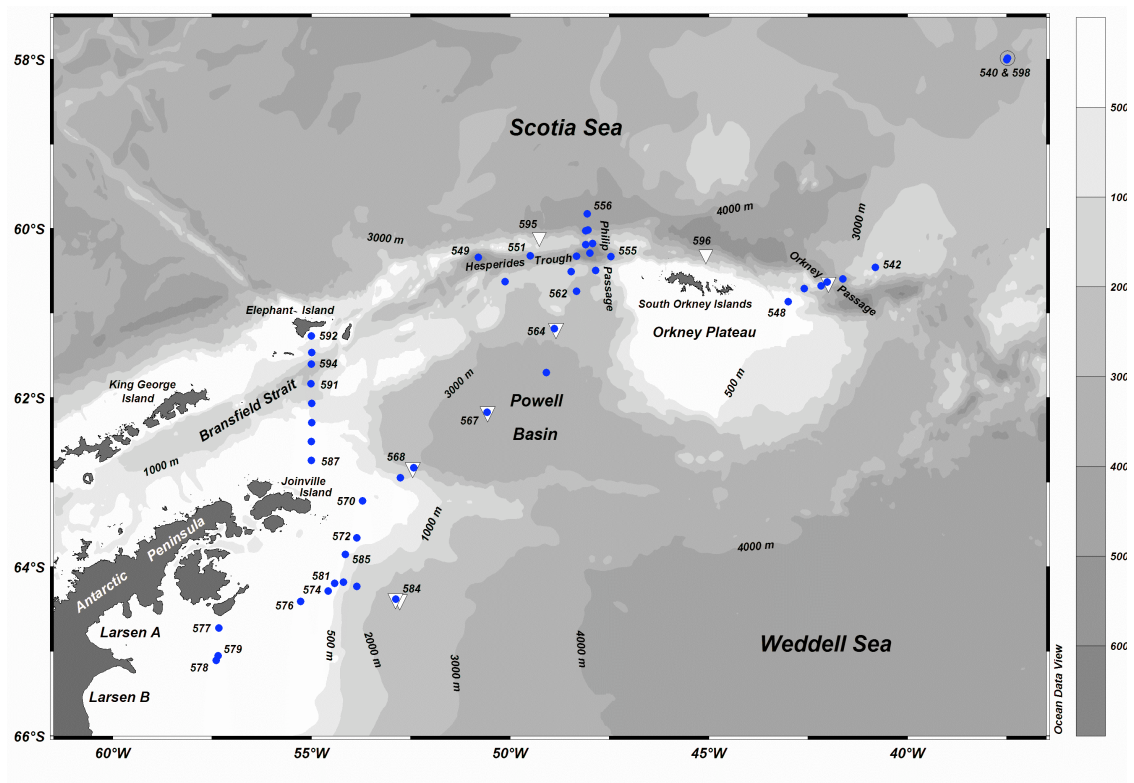 58°S
540 & 598
500
Scotia Sea
100
556
4000 m
595
Philip
Passage
3000 m
60°S
3000 m
549
551
Hesperides
Trough
555
596
Orkney
Passage
542
200
562
South Orkney Islands
548
Elephant- Island
592
564
Orkney Plateau
594
3000 m
500 m
300
King George
Island
591
62°S
Bransfield Strait
567
Powell
Basin
1000 m
587
568
400
Joinville
Island
570
1000 m
572
4000 m
Peninsula
585
500
64°S
581
574
584
Antarctic
576
577
Larsen A
500 m
2000 m
3000 m
4000 m
Weddell Sea
600
579
578
Larsen B
Ocean Data View
66°S
60°W
55°W
50°W
45°W
40°W